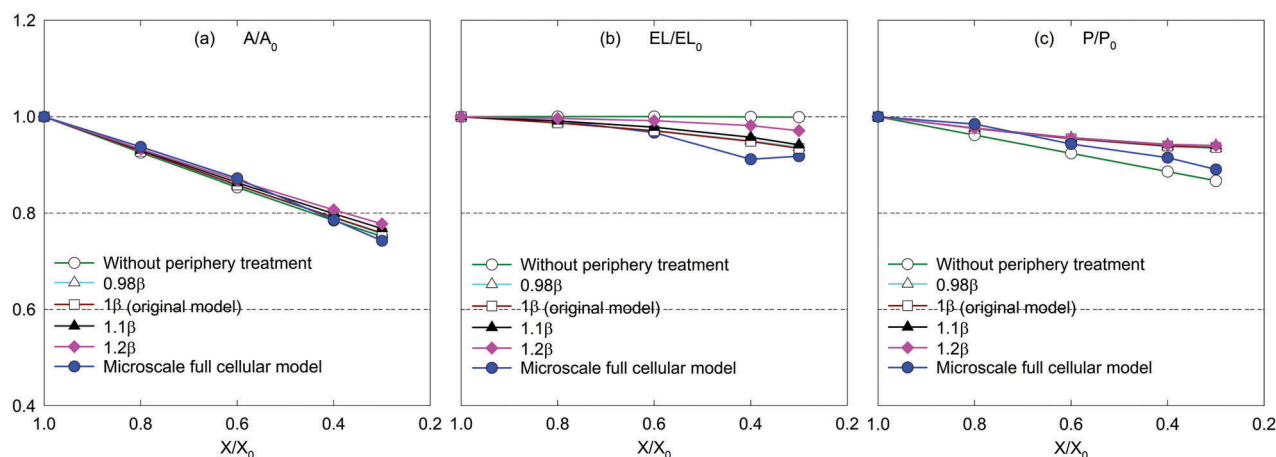 1.2
1.0
0.8
0.6
0.4
(a) A/A₀
Without periphery treatment
0.98β
1β (original model)
1.1β
1.2β
Microscale full cellular model
1.0 0.8 0.6 0.4 0.2
X/X₀
(b) EL/EL₀
Without periphery treatment
0.98β
1β (original model)
1.1β
1.2β
Microscale full cellular model
1.0 0.8 0.6 0.4 0.2
X/X₀
(c) P/P₀
Without periphery treatment
0.98β
1β (original model)
1.1β
1.2β
Microscale full cellular model
1.0 0.8 0.6 0.4 0.2
X/X₀